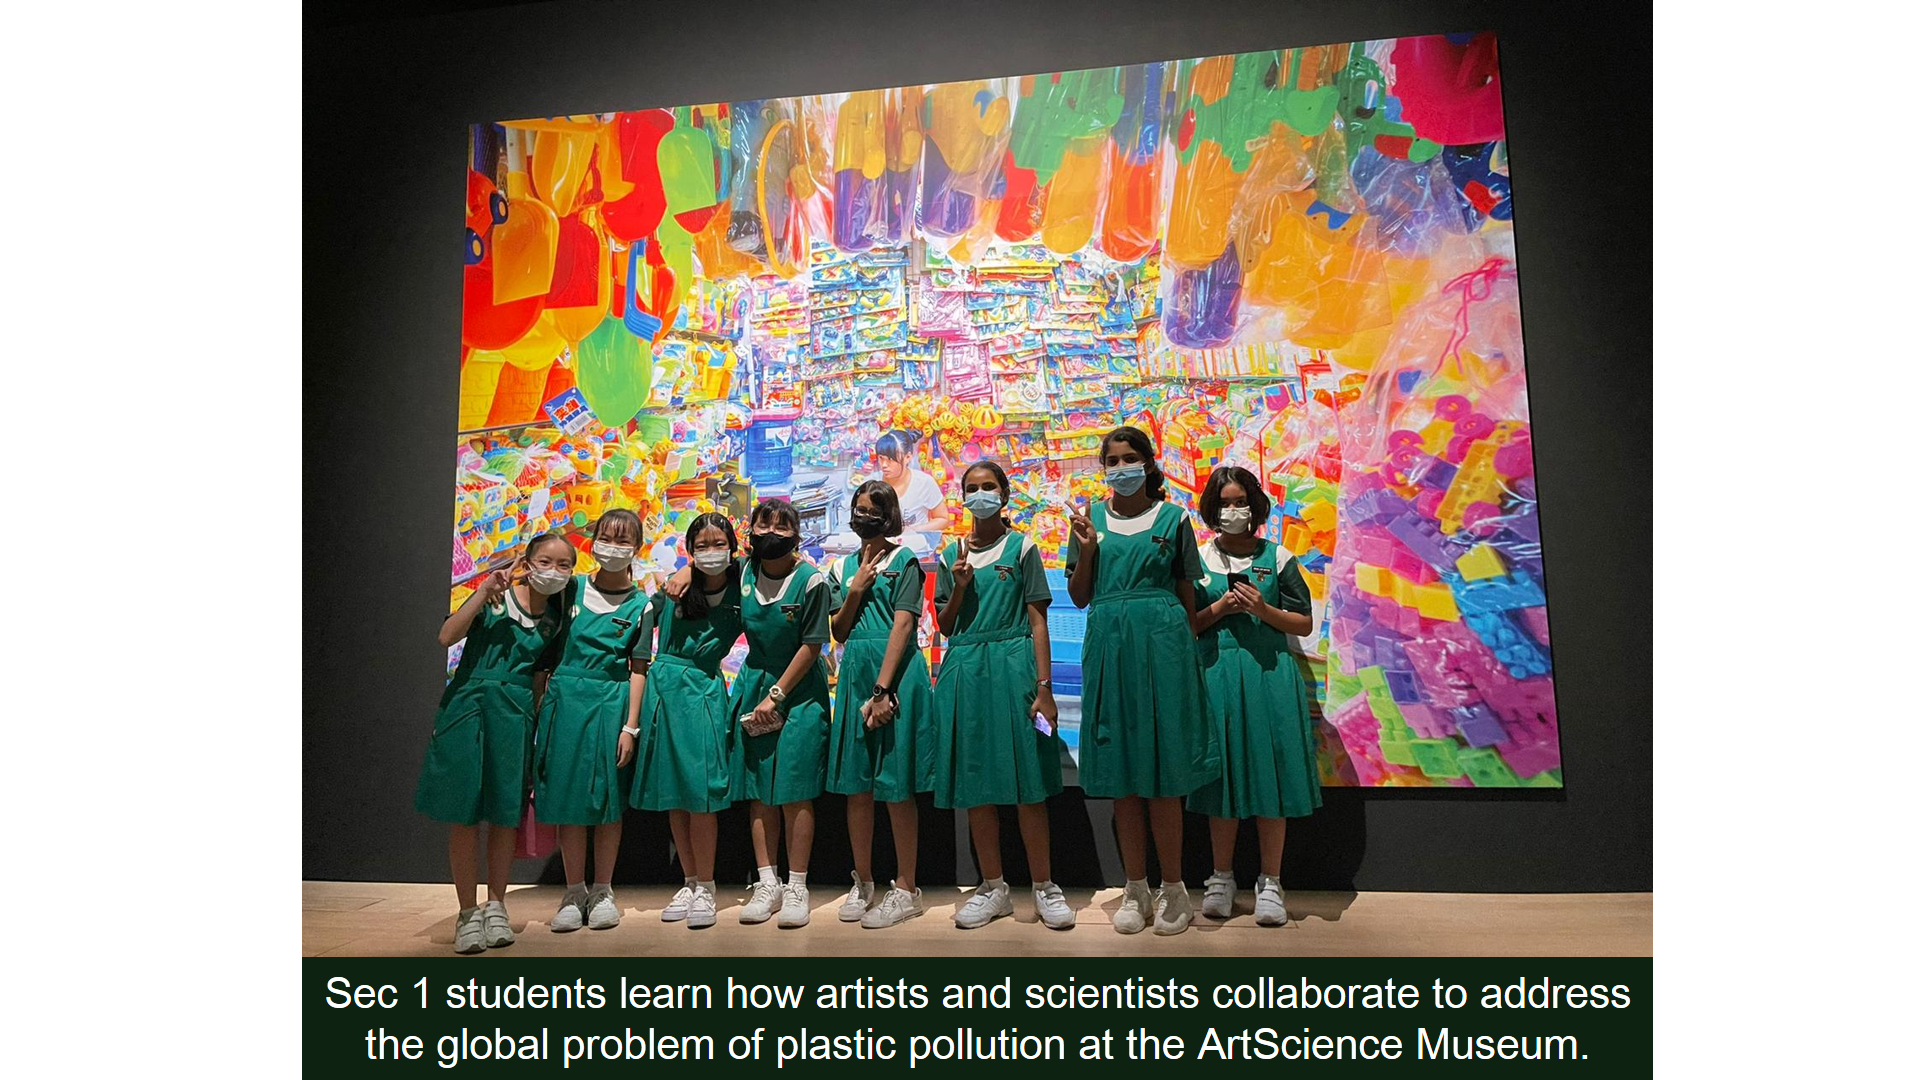 Sec 1 students learn how artists and scientists collaborate to address
the global problem of plastic pollution at the ArtScience Museum.